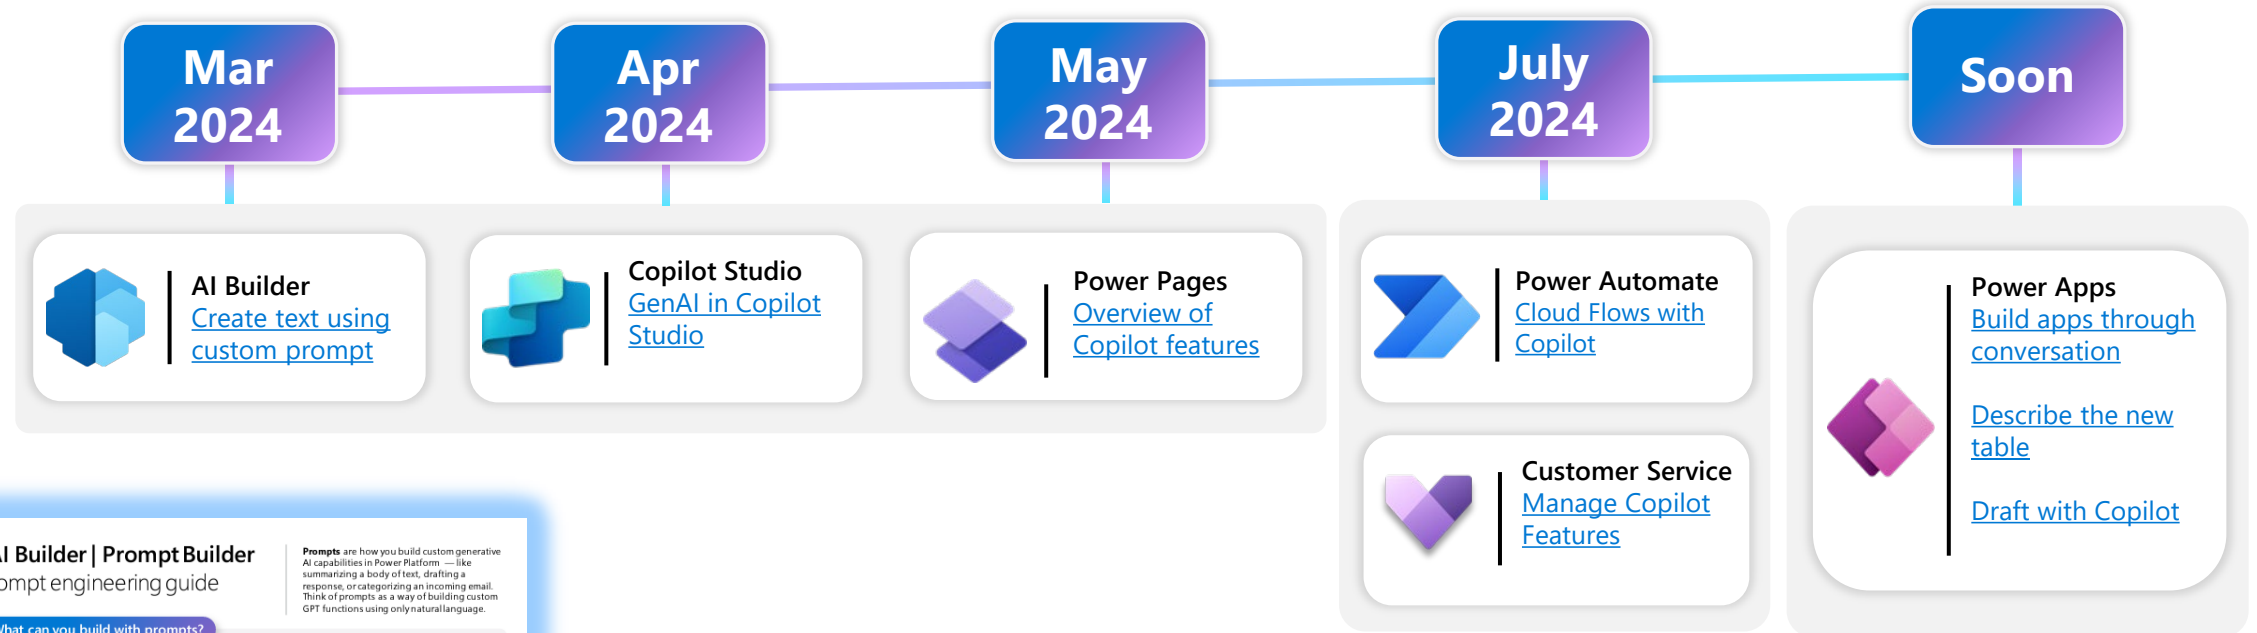 Mar
2024
Apr
2024
May
2024
July
2024
Soon
AI Builder
Create text using
custom prompt
Copilot Studio
GenAI in Copilot
Studio
Power Pages
Overview of
Copilot features
Power Automate
Cloud Flows with
Copilot
Customer Service
Manage Copilot
Features
Power Apps
Build apps through
conversation
Describe the new
table
Draft with Copilot
AI Builder | Prompt Builder
ompt engineering guide
Prompts are how you build custom generative
AI capabilities in Power Platform — like
summarizing a body of text, drafting a
response, or categorizing an incoming email.
Think of prompts as a way of building custom
GPT functions using only natural language.
What can you build with prompts?